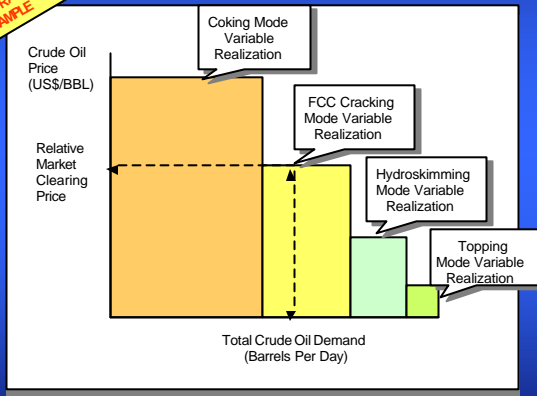 AMPLE
Coking Mode
Variable
Realization
Crude Oil
Price
(US$/BBL)
FCC Cracking
Mode Variable
Realization
Relative
Market
Clearing
Price
Hydroskimming
Mode Variable
Realization
Topping
Mode Variable
Realization
Total Crude Oil Demand
(Barrels Per Day)